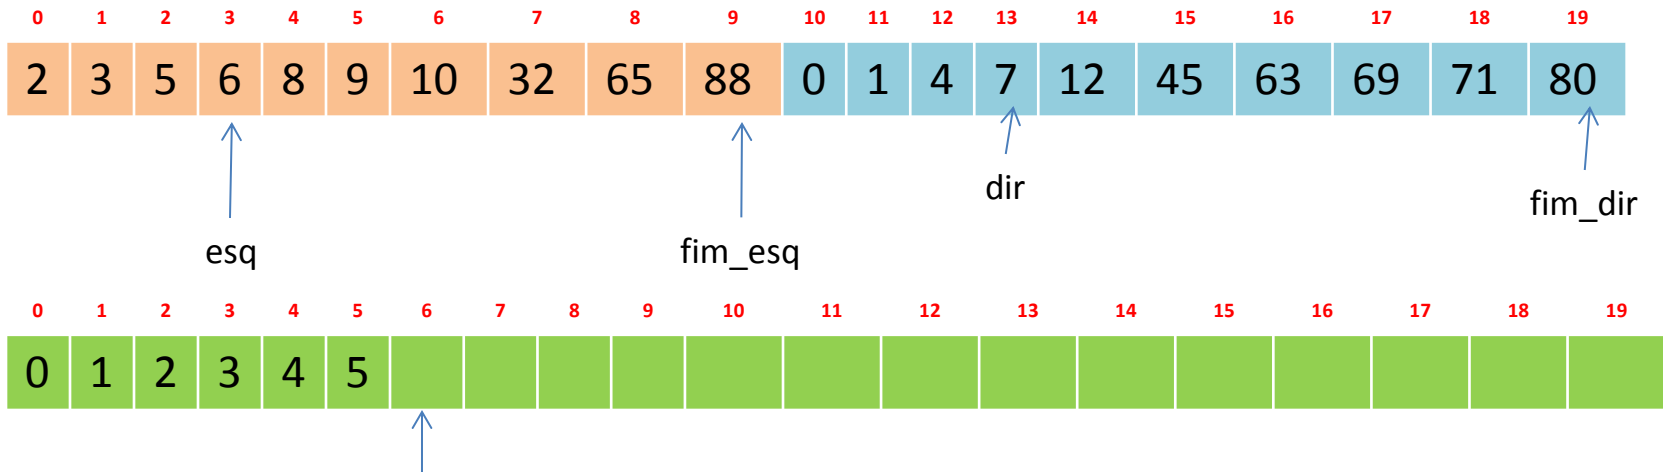 0 1 2 3 4 5 6 7 8 9 10 11 12 13 14 15 16 17 18 19
2 3 5 6 8 9 10 32 65 88 0 1 4 7 12 45 63 69 71 80
dir
fim_dir
esq fim_esq
0 1 2 3 4 5 6 7 8 9 10 11 12 13 14 15 16 17 18 19
0 1 2 3 4 5